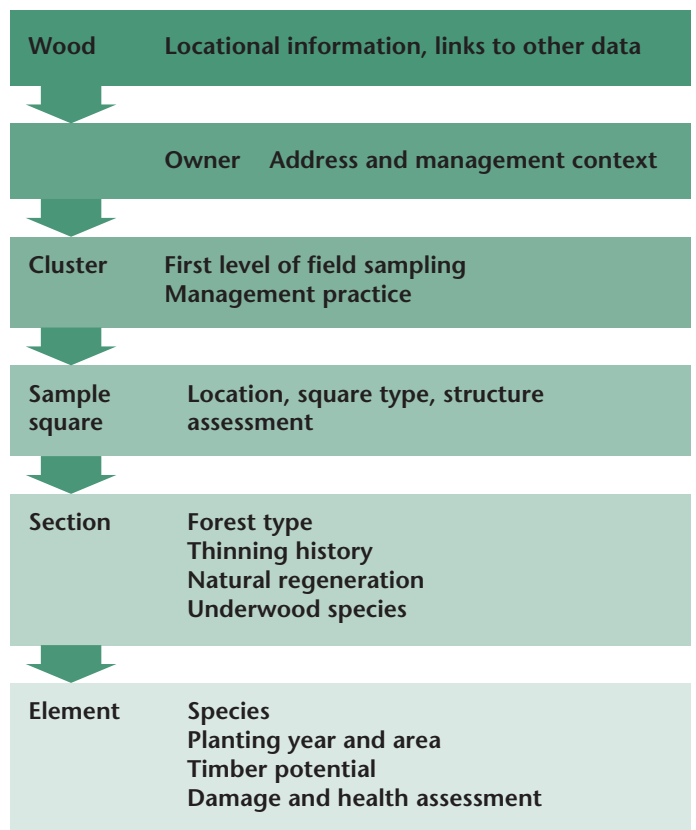 Wood Locational information, links to other data
Owner Address and management context
Cluster First level of field sampling
Management practice
Sample Location, square type, structure
square assessment
Section Forest type
Thinning history
Natural regeneration
Underwood species
Element Species
Planting year and area
Timber potential
Damage and health assessment